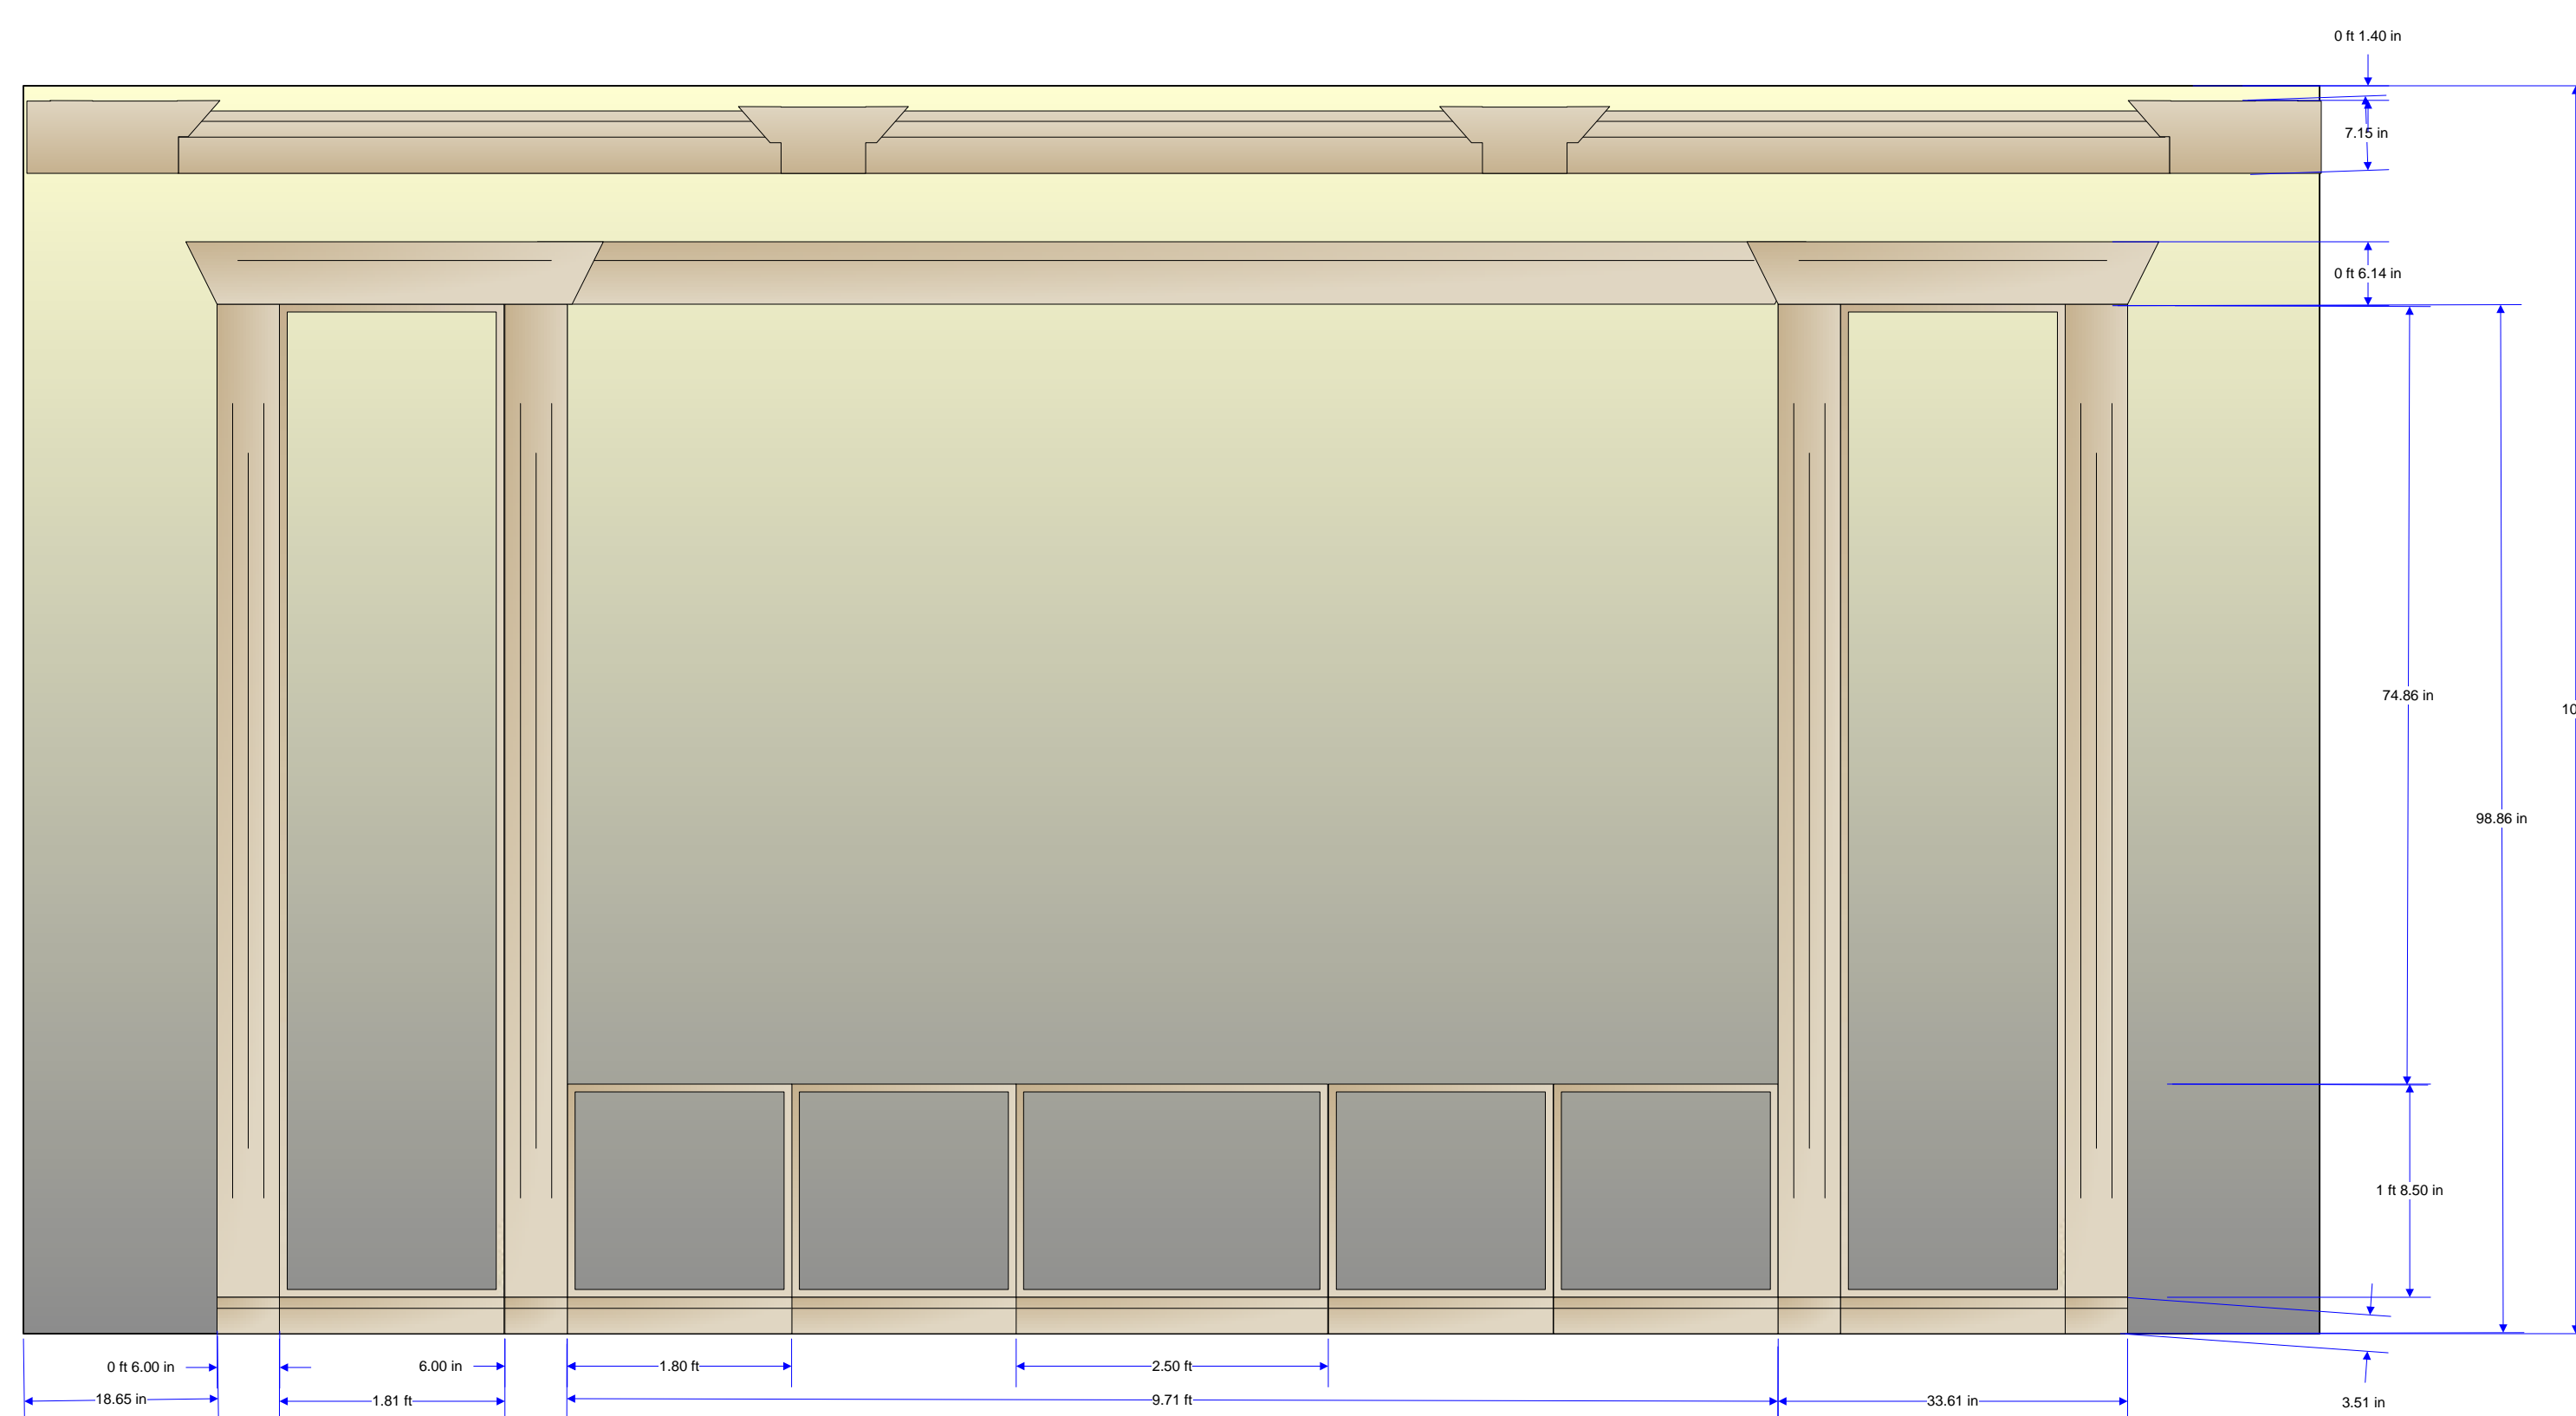 0 ft 1.40 in
7.15 in
0 ft 6.14 in
74.86 in
10
98.86 in
1 ft 8.50 in
0 ft 6.00 in
6.00 in
1.80 ft
2.50 ft
18.65 in
1.81 ft
9.71 ft
33.61 in
3.51 in